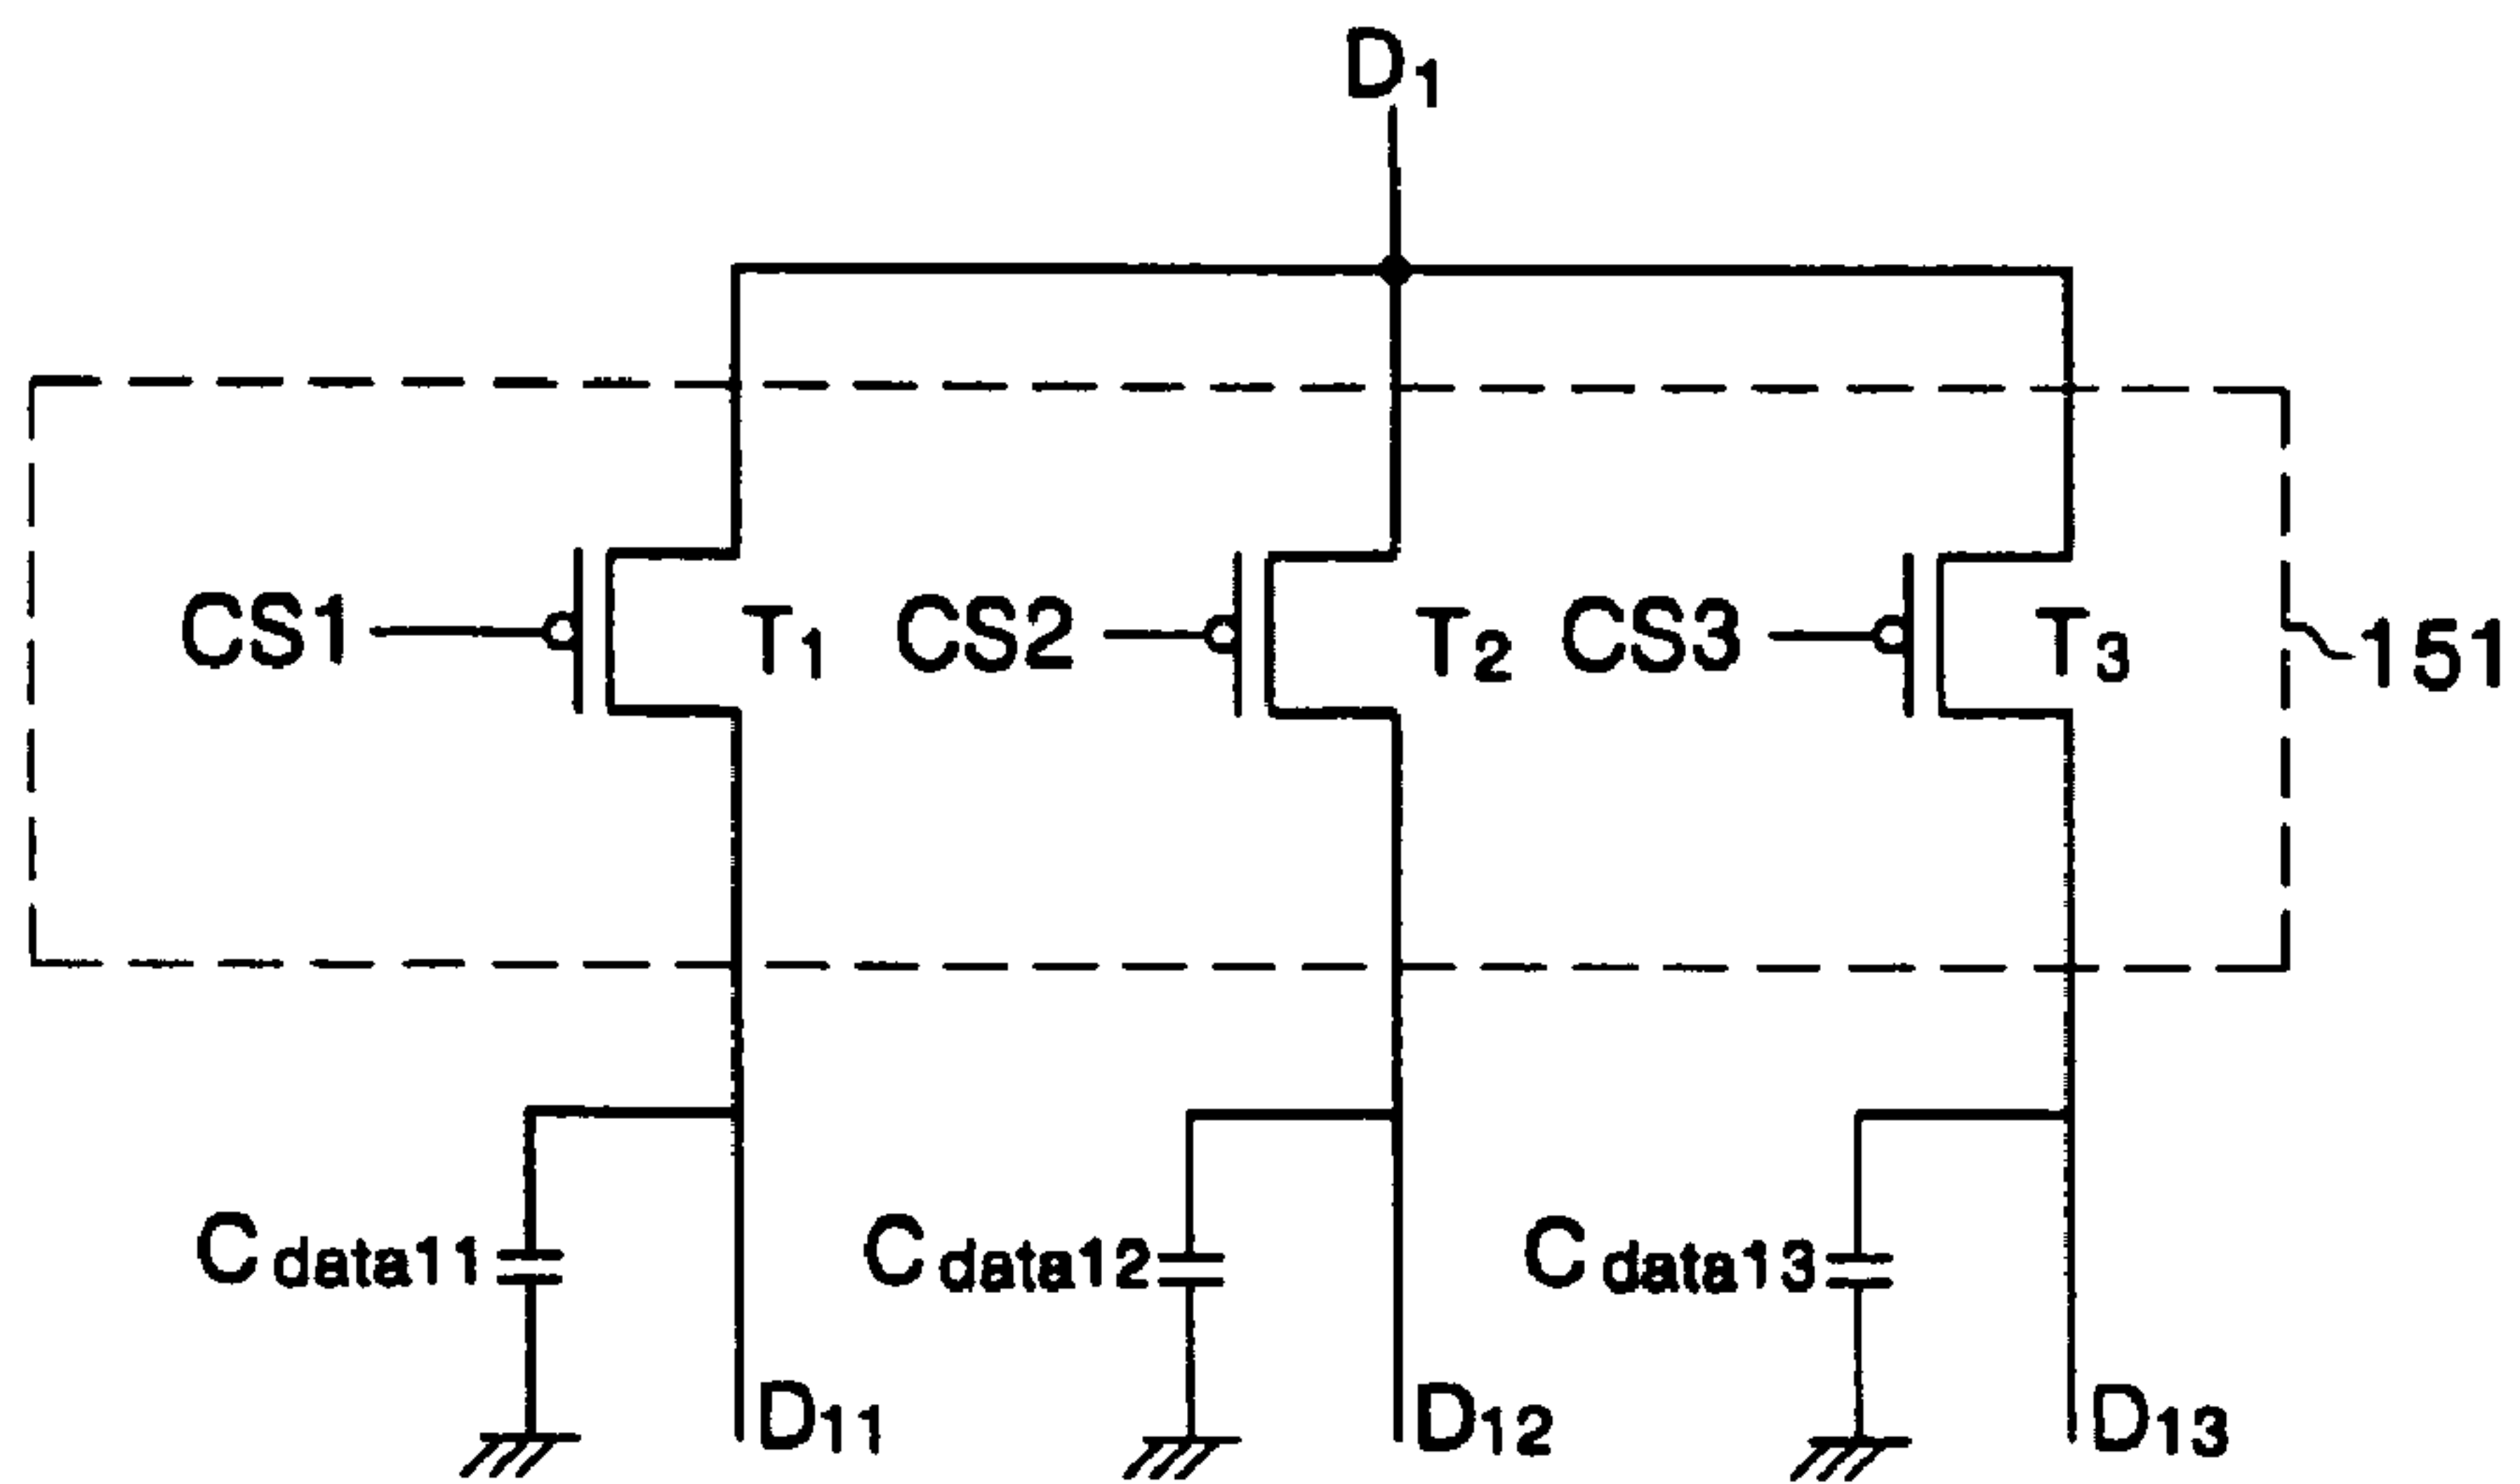 D1
CS1 T1 CS2 T2 CS3 T3 151
Cdata11 Cdata12 Cdata13
D11 D12 D13